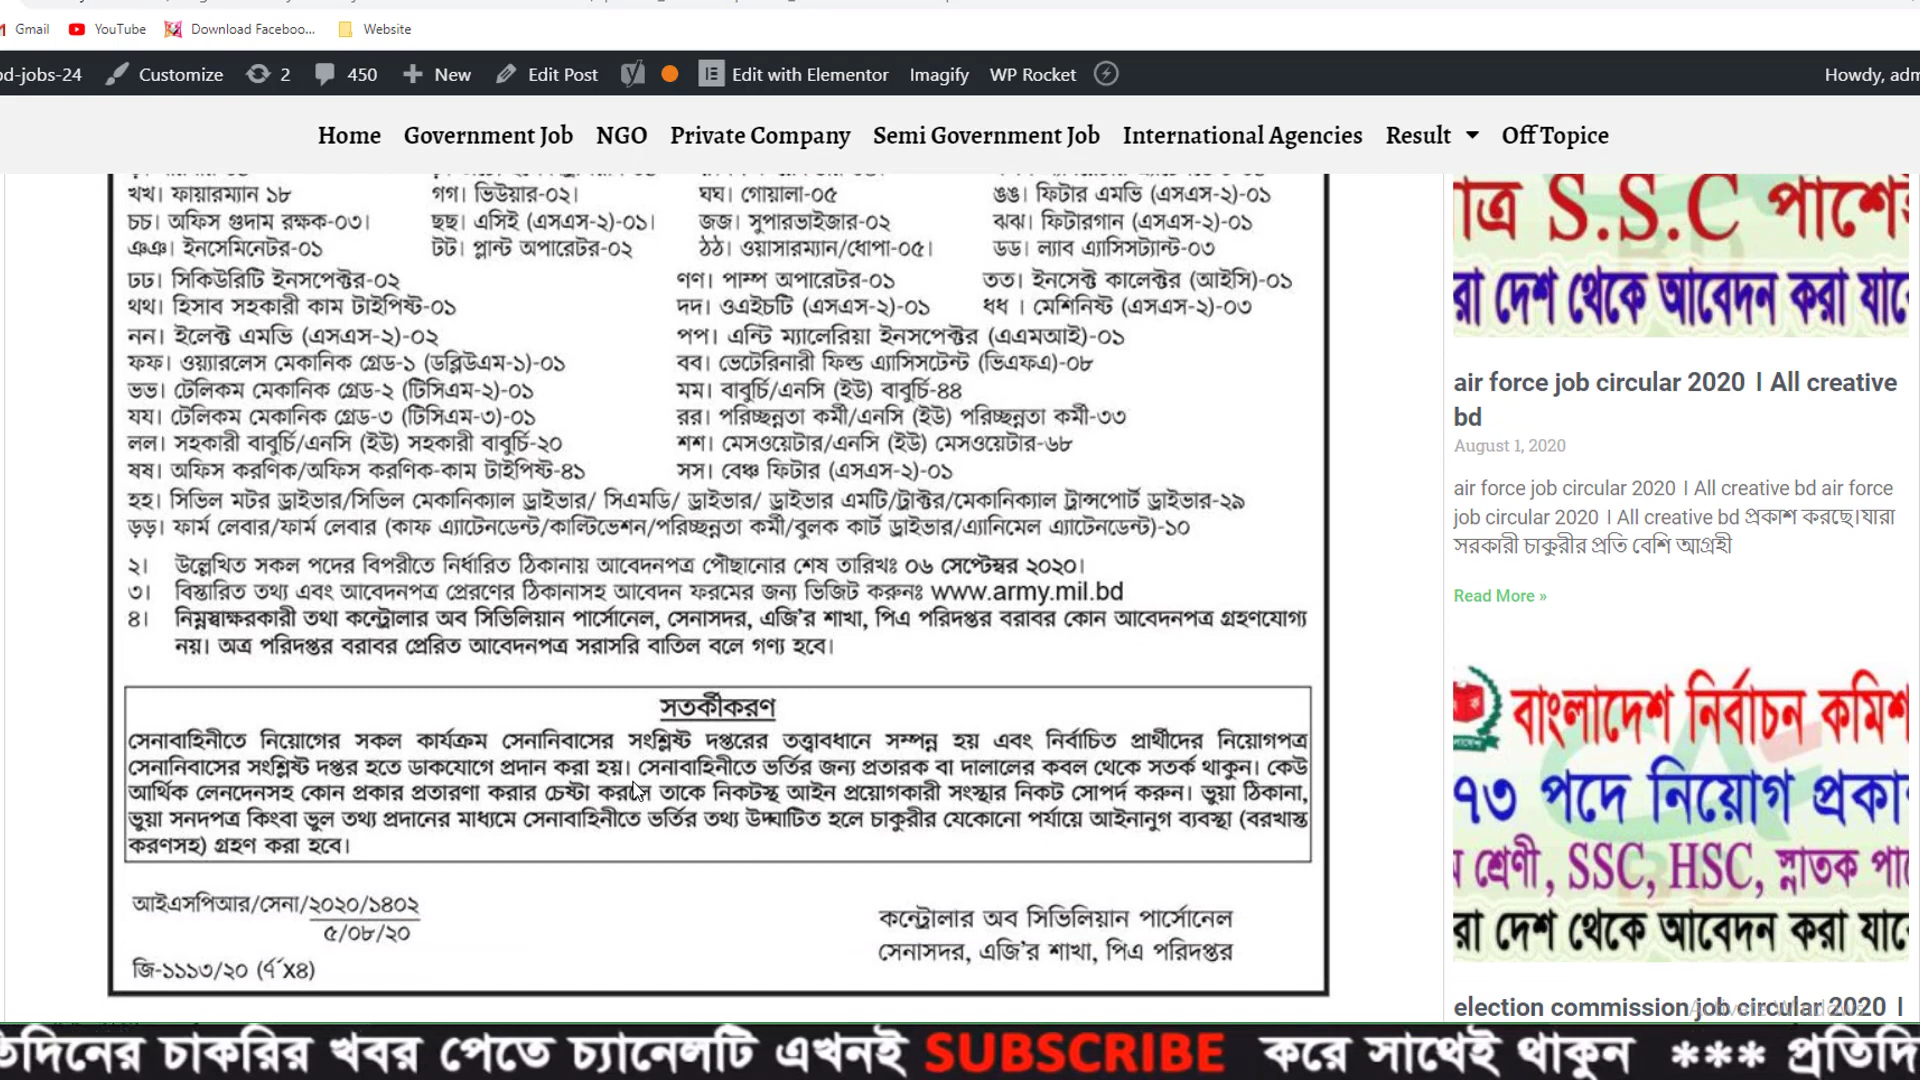 Gmail YouTube Download Faceboo... Website
bd-jobs-24 Customize 2 450 New Edit Post Edit with Elementor Imagify WP Rocket Howdy, adm
Home Government Job NGO Private Company Semi Government Job International Agencies Result Off Topice
খখ। ফায়ারম্যান ১৮ গগ। ভিউয়ার-০২। ঘঘ। গোয়ালা-০৫ ঙঙ। ফিটার এমভি (এসএস-২)-০১
চচ। অফিস গুদাম রক্ষক-০৩। ছছ। এসিই (এসএস-২)-০১। জজ। সুপারভাইজার-০২ ঝঝ। ফিটারগান (এসএস-২)-০১
ঞঞ। ইনসেমিনেটর-০১ টট। প্লান্ট অপারেটর-০২ ঠঠ। ওয়াসারম্যান/ধোপা-০৫। ডড। ল্যাব এ্যাসিসট্যান্ট-০৩
ঢঢ। সিকিউরিটি ইনসপেক্টর-০২ ণণ। পাম্প অপারেটর-০১ তত। ইনসেক্ট কালেক্টর (আইসি)-০১
থথ। হিসাব সহকারী কাম টাইপিষ্ট-০১ দদ। ওএইচটি (এসএস-২)-০১ ধধ । মেশিনিষ্ট (এসএস-২)-০৩
নন। ইলেক্ট এমভি (এসএস-২)-০২ পপ। এন্টি ম্যালেরিয়া ইনসপেক্টর (এএমআই)-০১
ফফ। ওয়্যারলেস মেকানিক গ্রেড-১ (ডব্লিউএম-১)-০১ বব। ভেটেরিনারী ফিল্ড এ্যাসিসটেন্ট (ভিএফএ)-০৮
ভভ। টেলিকম মেকানিক গ্রেড-২ (টিসিএম-২)-০১ মম। বাবুর্চি/এনসি (ইউ) বাবুর্চি-৪৪
যয। টেলিকম মেকানিক গ্রেড-৩ (টিসিএম-৩)-০১ রর। পরিচ্ছন্নতা কর্মী/এনসি (ইউ) পরিচ্ছন্নতা কর্মী-৩৩
লল। সহকারী বাবুর্চি/এনসি (ইউ) সহকারী বাবুর্চি-২০ শশ। মেসওয়েটার/এনসি (ইউ) মেসওয়েটার-৬৮
ষষ। অফিস করণিক/অফিস করণিক-কাম টাইপিষ্ট-৪১ সস। বেঞ্চ ফিটার (এসএস-২)-০১
হহ। সিভিল মটর ড্রাইভার/সিভিল মেকানিক্যাল ড্রাইভার/ সিএমডি/ ড্রাইভার/ ড্রাইভার এমটি/ট্রাক্টর/মেকানিক্যাল ট্রান্সপোর্ট ড্রাইভার-২৯
ড়ড়। ফার্ম লেবার/ফার্ম লেবার (কাফ এ্যাটেনডেন্ট/কাল্টিভেশন/পরিচ্ছন্নতা কর্মী/বুলক কার্ট ড্রাইভার/এ্যানিমেল এ্যাটেনডেন্ট)-১০
২। উল্লেখিত সকল পদের বিপরীতে নির্ধারিত ঠিকানায় আবেদনপত্র পৌঁছানোর শেষ তারিখঃ ০৬ সেপ্টেম্বর ২০২০।
৩। বিস্তারিত তথ্য এবং আবেদনপত্র প্রেরণের ঠিকানাসহ আবেদন ফরমের জন্য ভিজিট করুনঃ www.army.mil.bd
৪। নিম্নস্বাক্ষরকারী তথা কন্ট্রোলার অব সিভিলিয়ান পার্সোনেল, সেনাসদর, এজি'র শাখা, পিএ পরিদপ্তর বরাবর কোন আবেদনপত্র গ্রহণযোগ্য
নয়। অত্র পরিদপ্তর বরাবর প্রেরিত আবেদনপত্র সরাসরি বাতিল বলে গণ্য হবে।
সতর্কীকরণ
সেনাবাহিনীতে নিয়োগের সকল কার্যক্রম সেনানিবাসের সংশ্লিষ্ট দপ্তরের তত্ত্বাবধানে সম্পন্ন হয় এবং নির্বাচিত প্রার্থীদের নিয়োগপত্র
সেনানিবাসের সংশ্লিষ্ট দপ্তর হতে ডাকযোগে প্রদান করা হয়। সেনাবাহিনীতে ভর্তির জন্য প্রতারক বা দালালের কবল থেকে সতর্ক থাকুন। কেউ
আর্থিক লেনদেনসহ কোন প্রকার প্রতারণা করার চেষ্টা করলে তাকে নিকটস্থ আইন প্রয়োগকারী সংস্থার নিকট সোপর্দ করুন। ভুয়া ঠিকানা,
ভুয়া সনদপত্র কিংবা ভুল তথ্য প্রদানের মাধ্যমে সেনাবাহিনীতে ভর্তির তথ্য উদ্ঘাটিত হলে চাকুরীর যেকোনো পর্যায়ে আইনানুগ ব্যবস্থা (বরখাস্ত
করণসহ) গ্রহণ করা হবে।
আইএসপিআর/সেনা/২০২০/১৪০২
৫/০৮/২০
জি-১১১৩/২০
কন্ট্রোলার অব সিভিলিয়ান পার্সোনেল
সেনাসদর, এজি'র শাখা, পিএ পরিদপ্তর
মাত্র S.S.C পাশেই
রা দেশ থেকে আবেদন করা যাবে
air force job circular 2020 । All creative
bd
August 1, 2020
air force job circular 2020 । All creative bd air force
job circular 2020 । All creative bd প্রকাশ করছে।যারা
সরকারী চাকুরীর প্রতি বেশি আগ্রহী
Read More »
বাংলাদেশ নির্বাচন কমিশ
৭৩ পদে নিয়োগ প্রকা
ম শ্রেণী, SSC, HSC, স্নাতক পা
রা দেশ থেকে আবেদন করা যাবে
election commission job circular 2020 ।
তিদিনের চাকরির খবর পেতে চ্যানেলটি এখনই SUBSCRIBE করে সাথেই থাকুন *** প্রতিদি